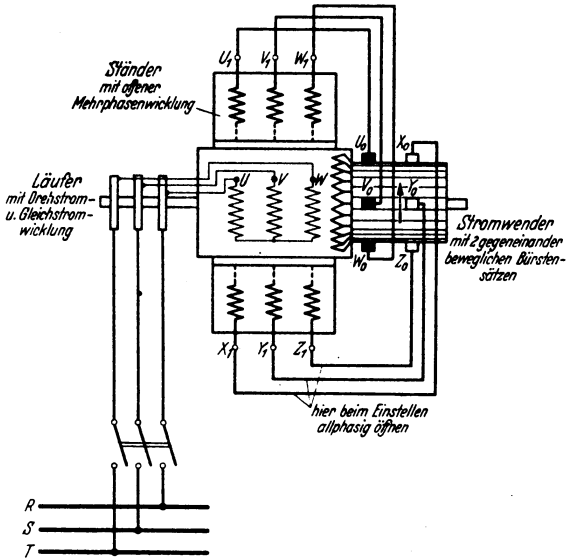 U₁ V₁ W₁
Ständer
mit offener
Mehrphasenwicklung
U₀ X₀
Läufer
mit Drehstrom-
u. Gleichstrom-
wicklung
U V W
V₀ Y₀
W₀ Z₀
Stromwender
mit 2 gegeneinander
beweglichen Bürsten-
sätzen
X₁ Y₁ Z₁
hier beim Einstellen
allphasig öffnen
R
S
T